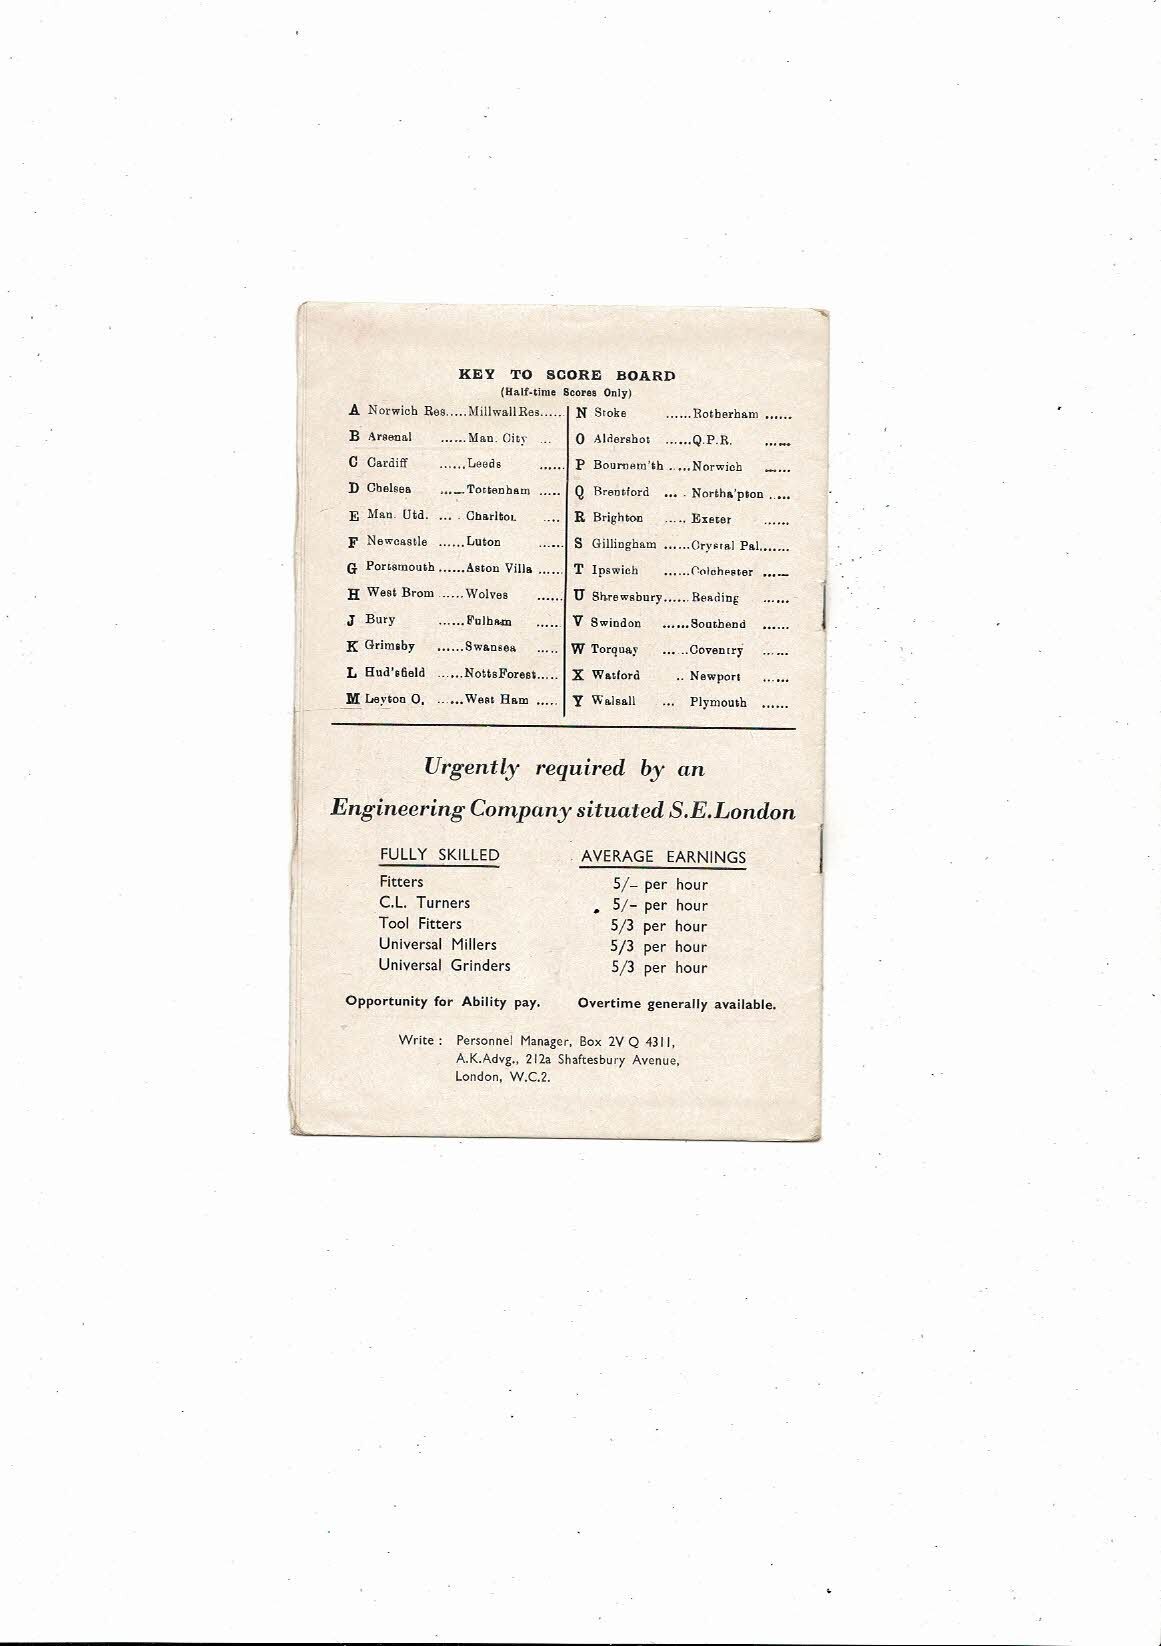 KEY TO SCORE BOARD
(Half-time Scores Only)
A Norwich Res.....Millwall Res......
B Arsenal ......Man. City ...
C Cardiff ......Leeds ......
D Chelsea ......Tottenham .....
E Man. Utd. ... . Charlton ....
F Newcastle ......Luton ......
G Portsmouth ......Aston Villa .....
H West Brom .....Wolves ......
J Bury ......Fulham .....
K Grimsby ......Swansea .....
L Hud'sfield ......Notts Forest.....
M Leyton O. ......West Ham .....
N Stoke ......Rotherham ......
O Aldershot ......Q.P.R. ......
P Bournem'th .....Norwich ......
Q Brentford ... . Northa'pton .....
R Brighton ..... Exeter ......
S Gillingham ......Crystal Pal.......
T Ipswich ......Colchester ......
U Shrewsbury...... Reading ......
V Swindon ......Southend ......
W Torquay ... ..Coventry ......
X Watford .. Newport ......
Y Walsall ... Plymouth ......
Urgently required by an
Engineering Company situated S.E.London
FULLY SKILLED AVERAGE EARNINGS
Fitters 5/- per hour
C.L. Turners 5/- per hour
Tool Fitters 5/3 per hour
Universal Millers 5/3 per hour
Universal Grinders 5/3 per hour
Opportunity for Ability pay. Overtime generally available.
Write : Personnel Manager, Box 2V Q 4311,
A.K.Advg., 212a Shaftesbury Avenue,
London, W.C.2.